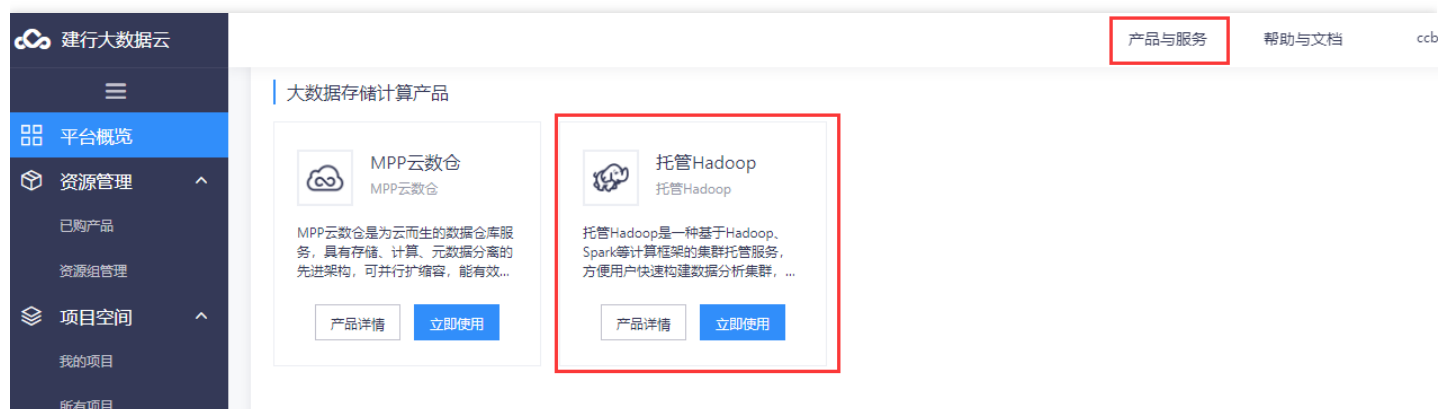 建行大数据云
产品与服务
帮助与文档
ccb
大数据存储计算产品
平台概览
资源管理
已购产品
资源组管理
项目空间
我的项目
所有项目
MPP云数仓
MPP云数仓
MPP云数仓是为云而生的数据仓库服
务，具有存储、计算、元数据分离的
先进架构，可并行扩缩容，能有效...
产品详情
立即使用
托管Hadoop
托管Hadoop
托管Hadoop是一种基于Hadoop、
Spark等计算框架的集群托管服务，
方便用户快速构建数据分析集群，...
产品详情
立即使用